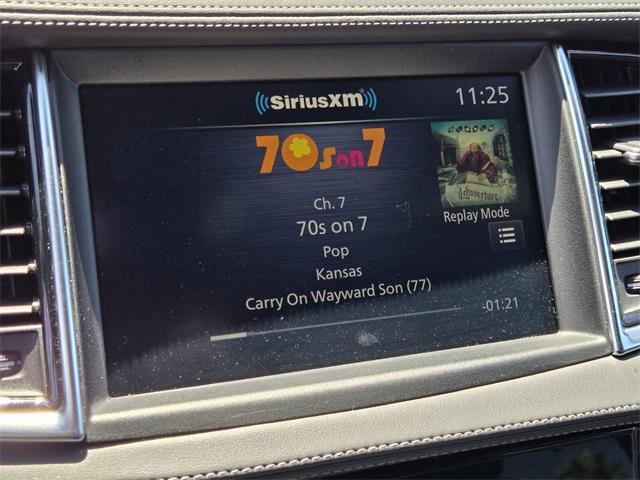 SiriusXM
11:25
70s on 7
Leftoverture
Replay Mode
Ch. 7
70s on 7
Pop
Kansas
Carry On Wayward Son (77)
-01:21